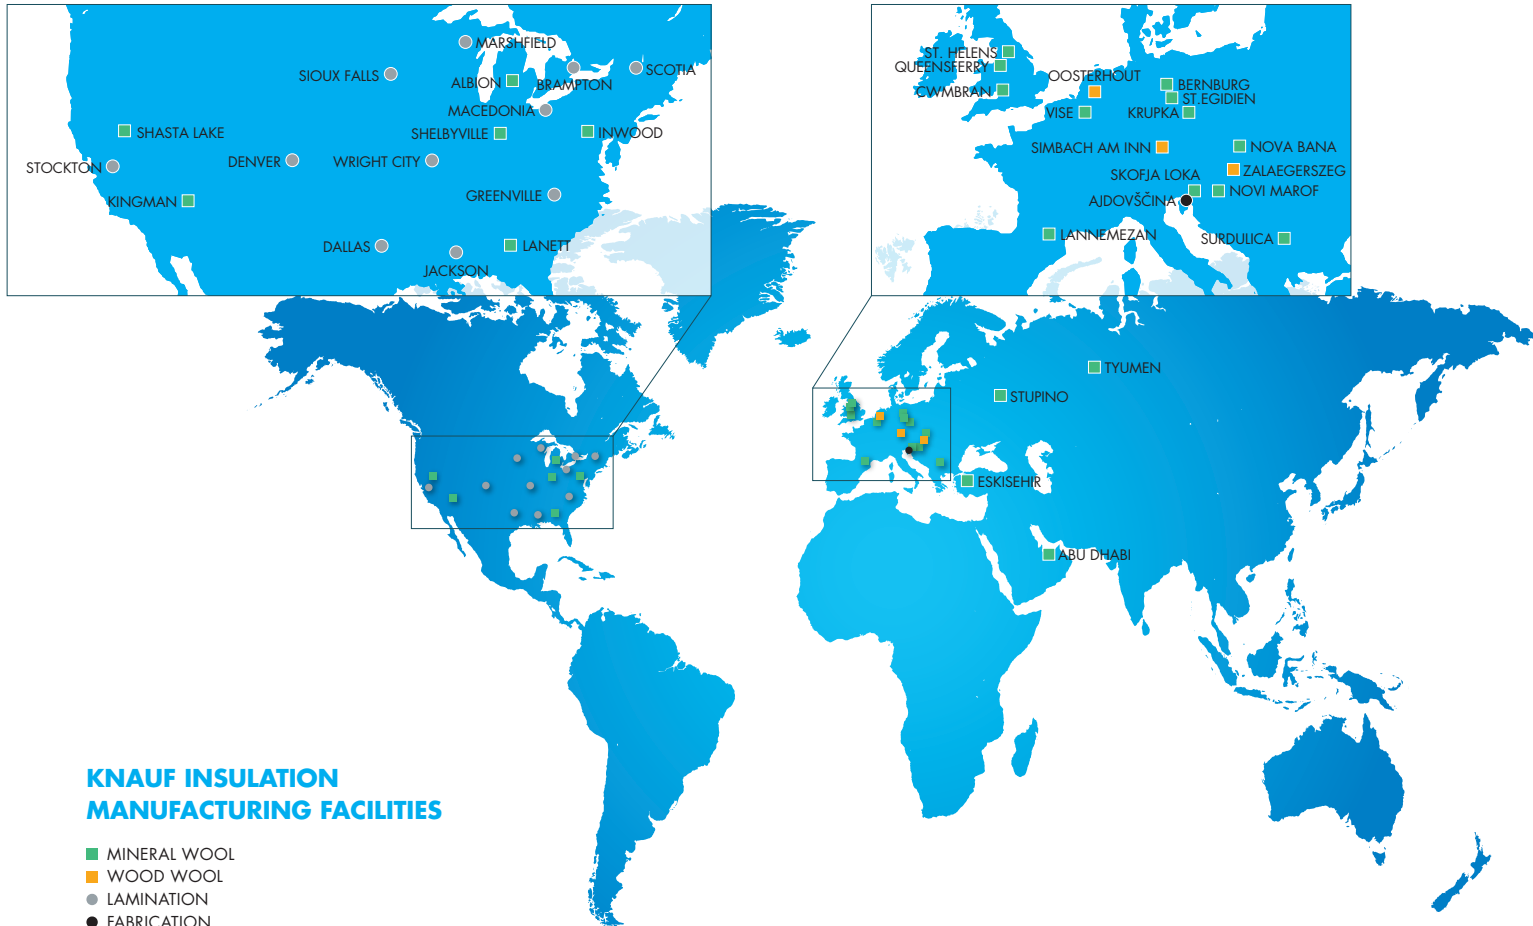 MARSHFIELD
SIOUX FALLS
ALBION
BRAMPTON
SCOTIA
MACEDONIA
SHASTA LAKE
SHELBYVILLE
INWOOD
STOCKTON
DENVER
WRIGHT CITY
KINGMAN
GREENVILLE
DALLAS
JACKSON
LANETT
ST. HELENS
QUEENSFERRY
CWMBRAN
OOSTERHOUT
BERNBURG
ST.EGIDIEN
VISE
KRUPKA
SIMBACH AM INN
NOVA BANA
SKOFJA LOKA
ZALAEGERSZEG
NOVI MAROF
AJDOVŠČINA
LANNEMEZAN
SURDULICA
TYUMEN
STUPINO
ESKISEHIR
ABU DHABI
KNAUF INSULATION
MANUFACTURING FACILITIES
MINERAL WOOL
WOOD WOOL
LAMINATION
FABRICATION